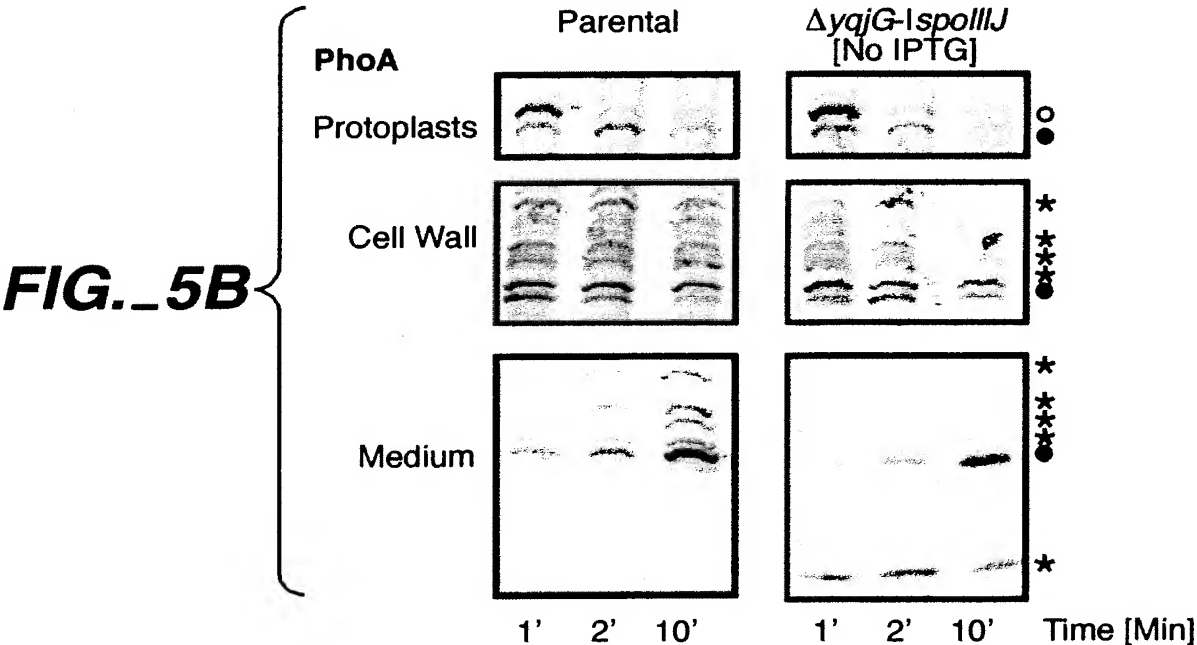 Parental
ΔyqjG-IspoIIIJ
[No IPTG]
PhoA
Protoplasts
Cell Wall
FIG._5B
Medium
1' 2' 10' 1' 2' 10' Time [Min]